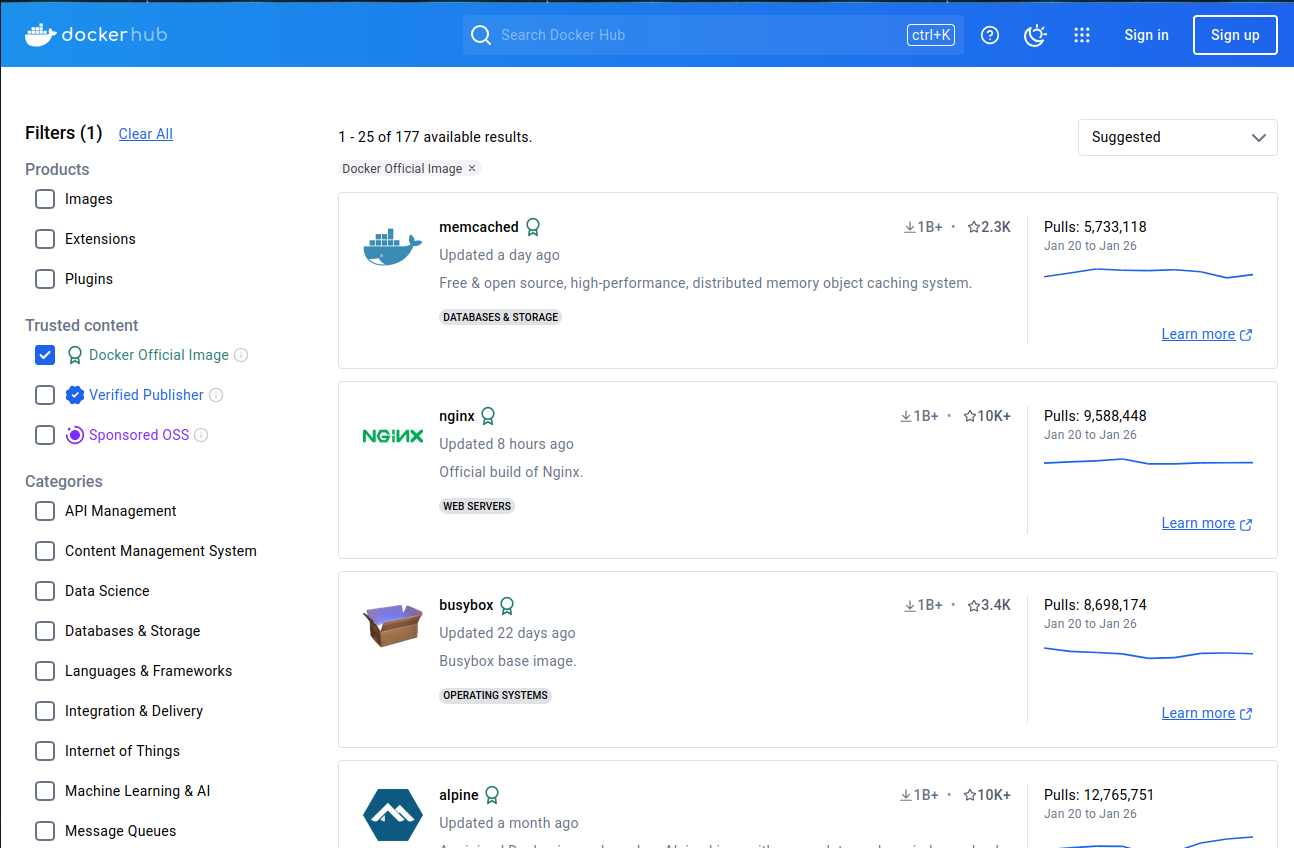 dockerhub
Search Docker Hub
ctrl+K
Sign in
Sign up
Filters (1)
Clear All
Products
Images
Extensions
Plugins
Trusted content
Docker Official Image
Verified Publisher
Sponsored OSS
Categories
API Management
Content Management System
Data Science
Databases & Storage
Languages & Frameworks
Integration & Delivery
Internet of Things
Machine Learning & AI
Message Queues
1 - 25 of 177 available results.
Suggested
Docker Official Image ×
memcached
1B+ • 2.3K
Updated a day ago
Free & open source, high-performance, distributed memory object caching system.
DATABASES & STORAGE
Pulls: 5,733,118
Jan 20 to Jan 26
Learn more
NGINX
nginx
1B+ • 10K+
Updated 8 hours ago
Official build of Nginx.
WEB SERVERS
Pulls: 9,588,448
Jan 20 to Jan 26
Learn more
busybox
1B+ • 3.4K
Updated 22 days ago
Busybox base image.
OPERATING SYSTEMS
Pulls: 8,698,174
Jan 20 to Jan 26
Learn more
alpine
1B+ • 10K+
Updated a month ago
Pulls: 12,765,751
Jan 20 to Jan 26